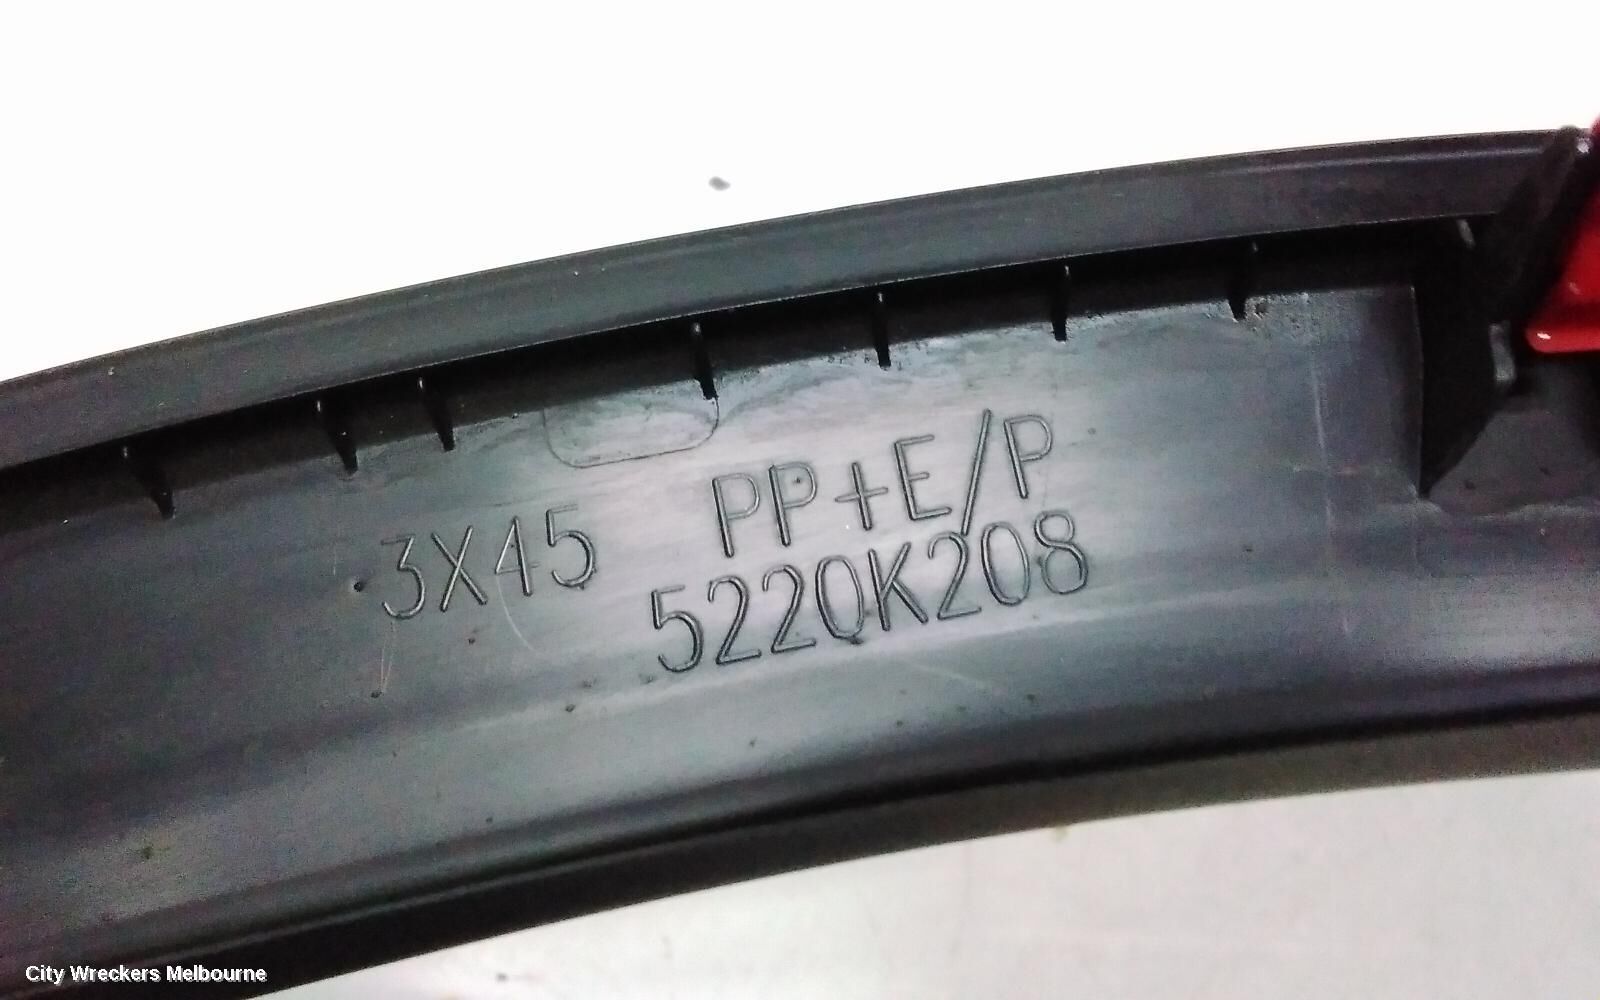 3X45 PP+E/P
5220K208
City Wreckers Melbourne